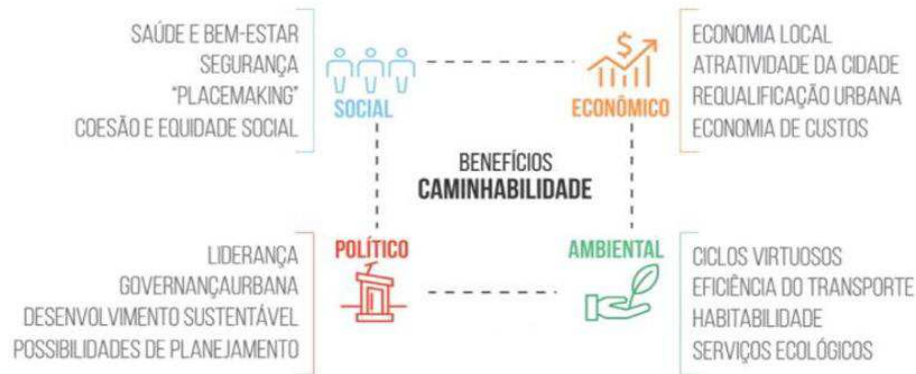 SAÚDE E BEM-ESTAR
SEGURANÇA
"PLACEMAKING"
COESÃO E EQUIDADE SOCIAL
SOCIAL
$
ECONÔMICO
ECONOMIA LOCAL
ATRATIVIDADE DA CIDADE
REQUALIFICAÇÃO URBANA
ECONOMIA DE CUSTOS
BENEFÍCIOS
CAMINHABILIDADE
LIDERANÇA
GOVERNANÇAURBANA
DESENVOLVIMENTO SUSTENTÁVEL
POSSIBILIDADES DE PLANEJAMENTO
POLÍTICO
AMBIENTAL
CICLOS VIRTUOSOS
EFICIÊNCIA DO TRANSPORTE
HABITABILIDADE
SERVIÇOS ECOLÓGICOS